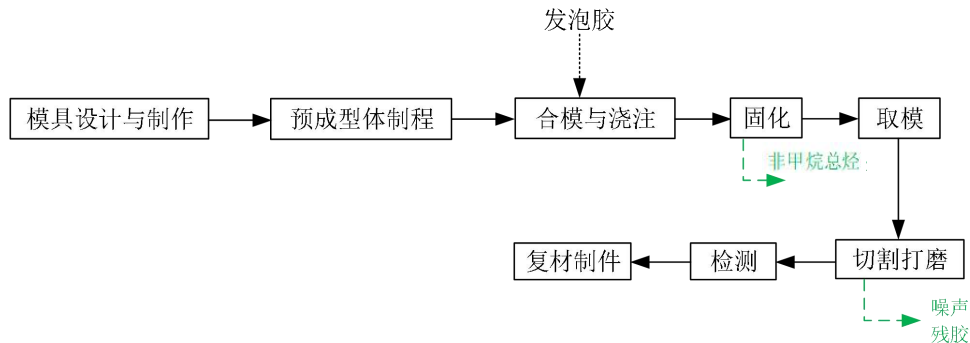 发泡胶
模具设计与制作
预成型体制程
合模与浇注
固化
取模
非甲烷总烃
复材制件
检测
切割打磨
噪声
残胶